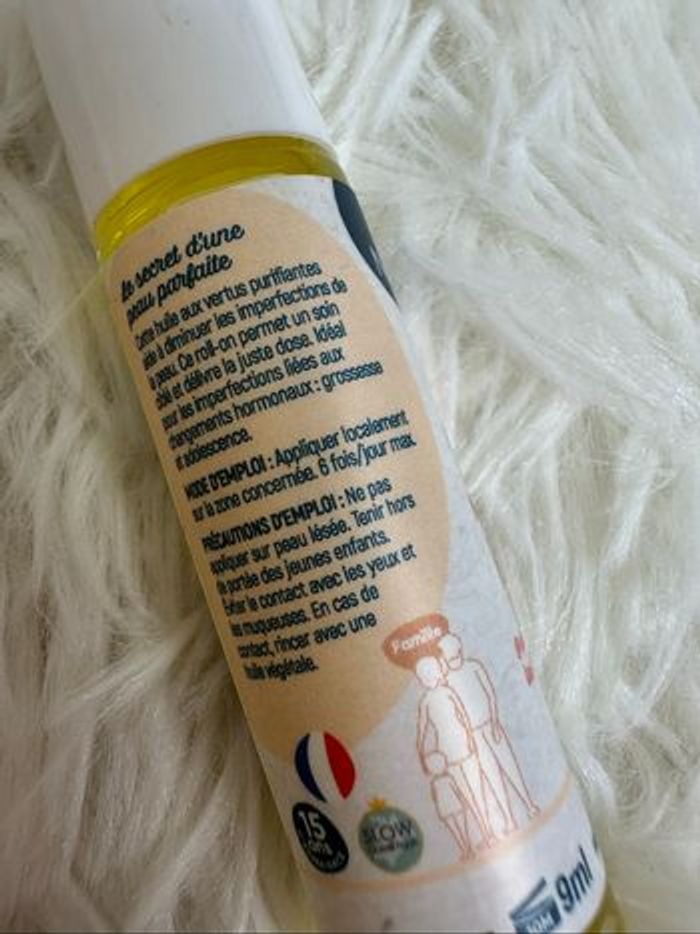 le secret d'une
peau parfaite
Cette huile aux vertus purifiantes
aide à diminuer les imperfections de
la peau. Ce roll-on permet un soin
ciblé et délivre la juste dose. Idéal
pour les imperfections liées aux
changements hormonaux : grossesse
et adolescence.
MODE D'EMPLOI : Appliquer localement
sur la zone concernée. 6 fois/jour max.
PRÉCAUTIONS D'EMPLOI : Ne pas
appliquer sur peau lésée. Tenir hors
de portée des jeunes enfants.
Éviter le contact avec les yeux et
les muqueuses. En cas de
contact, rincer avec une
huile végétale.
Famille
15
ans
SLOW
9ml